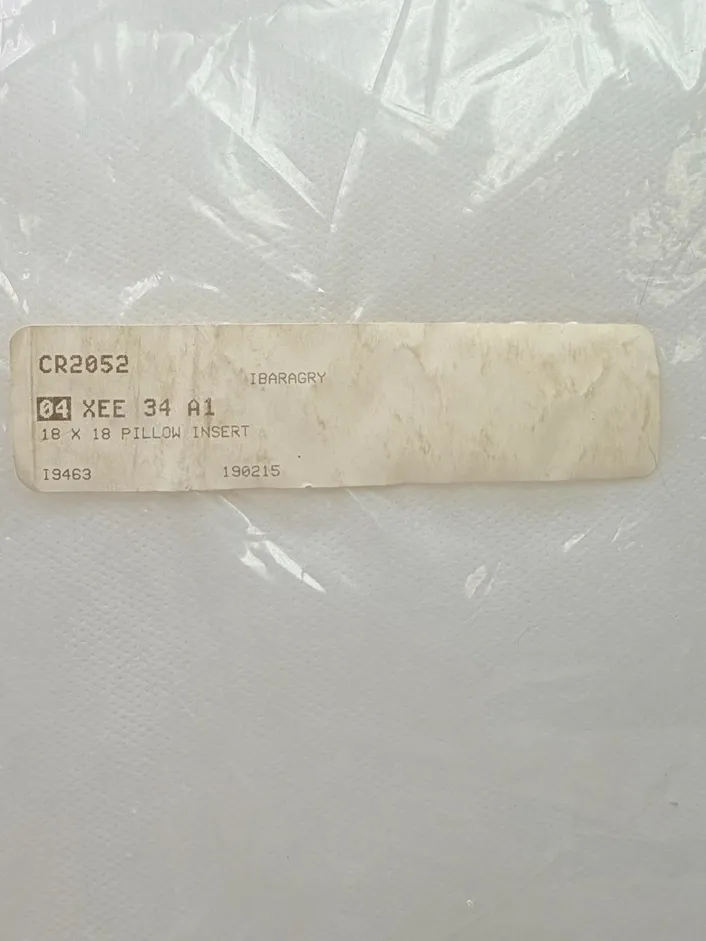 CR2052
IBARAGRY
04 XEE 34 A1
18 X 18 PILLOW INSERT
I9463 190215